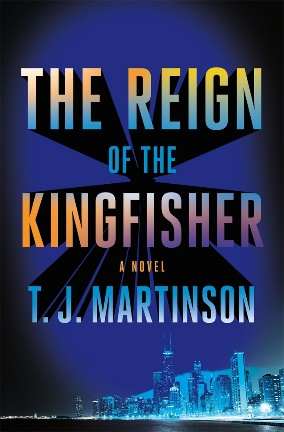 THE REIGN
OF THE
KINGFISHER
A NOVEL
T. J. MARTINSON